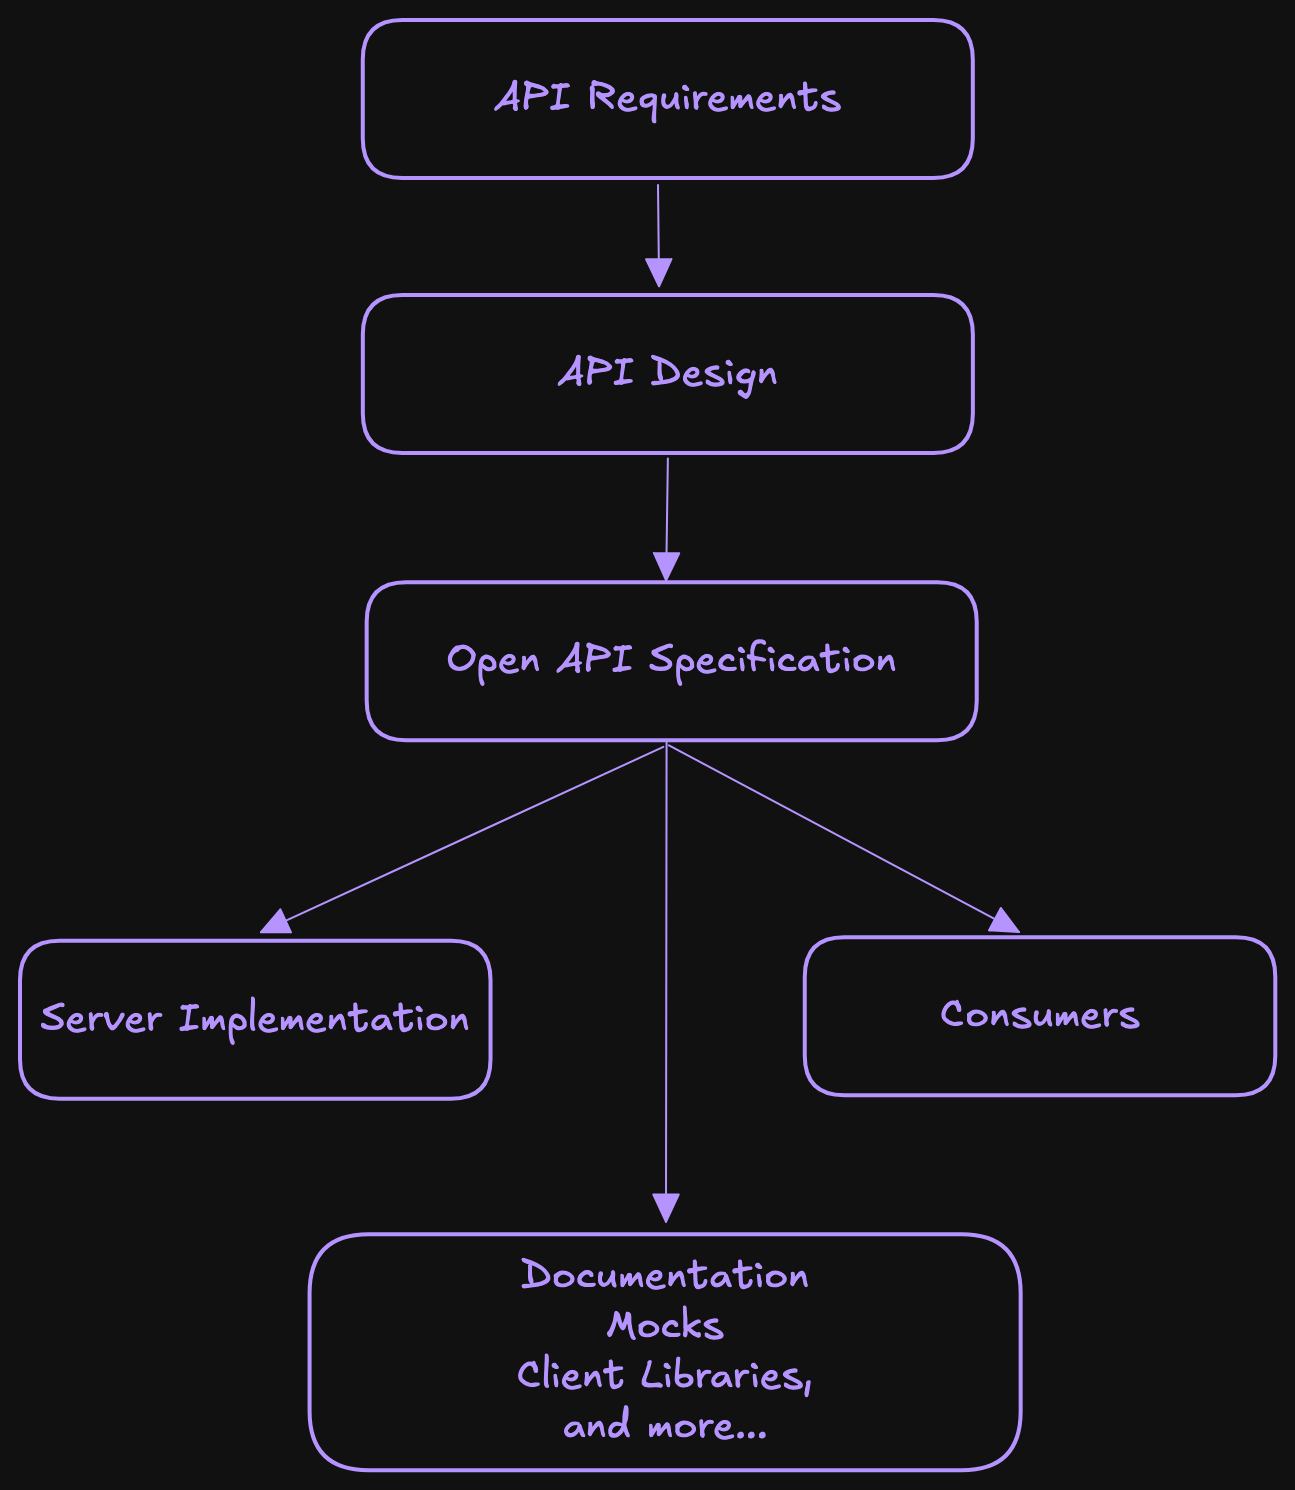 API Requirements
API Design
Open API Specification
Server Implementation
Consumers
Documentation
Mocks
Client Libraries,
and more...